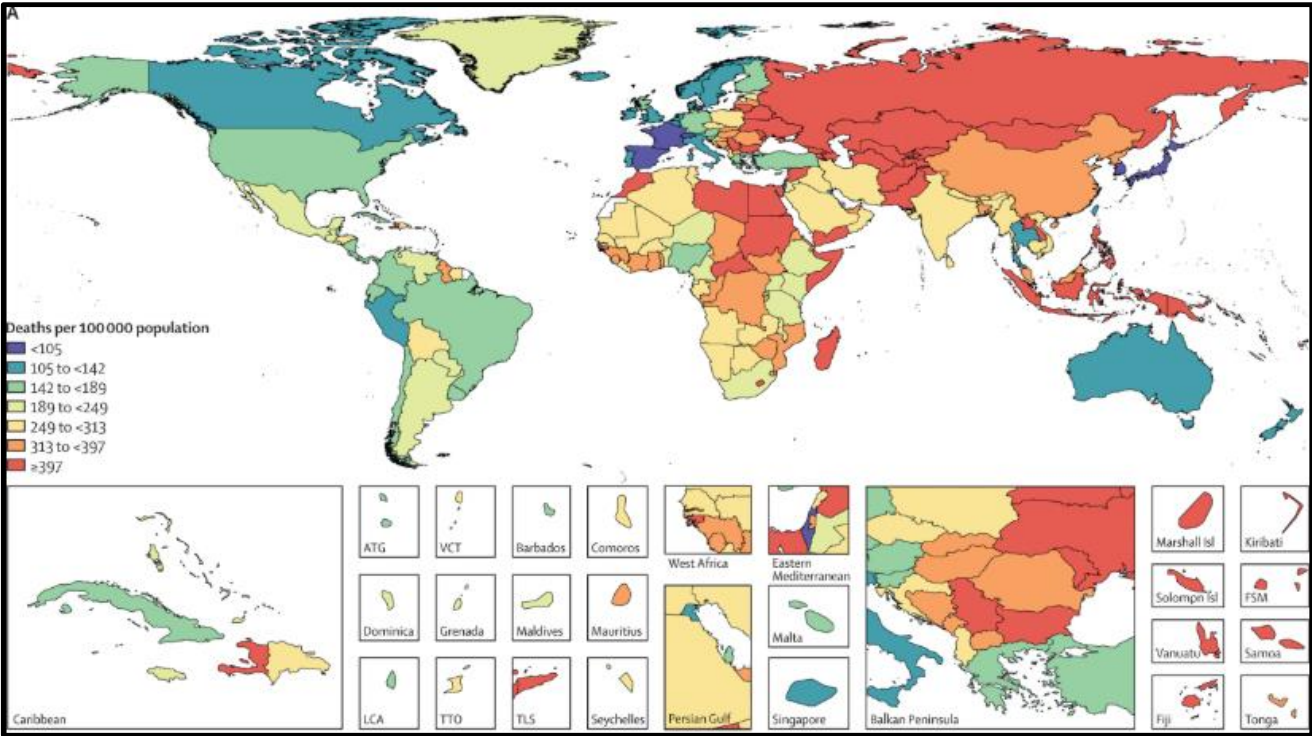 A
Deaths per 100 000 population
<105
105 to <142
142 to <189
189 to <249
249 to <313
313 to <397
≥397
Caribbean
ATG
VCT
Barbados
Comoros
Dominica
Grenada
Maldives
Mauritius
LCA
TTO
TLS
Seychelles
West Africa
Eastern
Mediterranean
Persian Gulf
Malta
Singapore
Balkan Peninsula
Marshall Isl
Kiribati
Solomon Isl
FSM
Vanuatu
Samoa
Fiji
Tonga